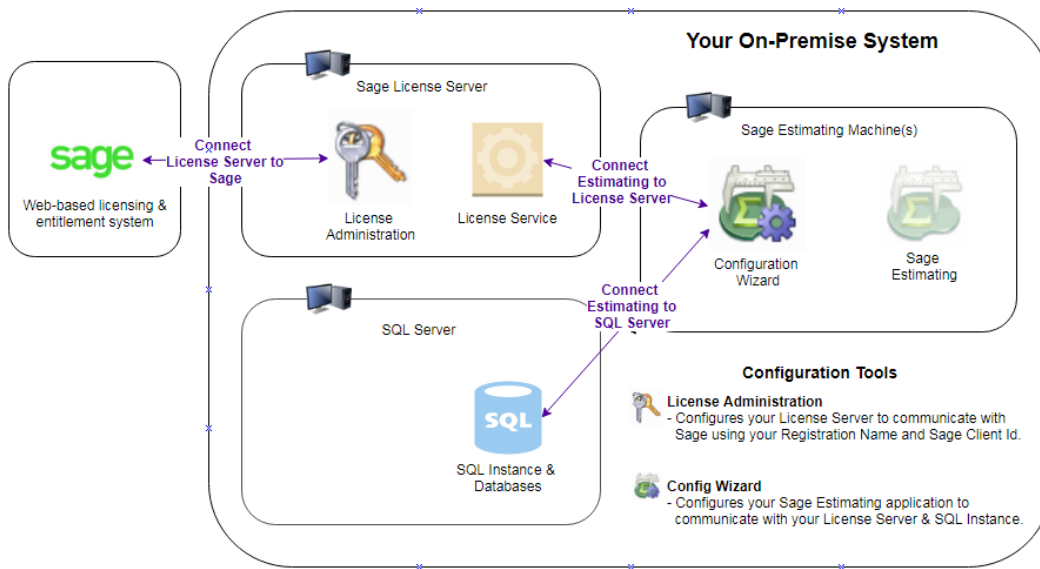 Your On-Premise System
Sage License Server
Sage Estimating Machine(s)
sage
Web-based licensing &
entitlement system
Connect
License Server to
Sage
License
Administration
License Service
Connect
Estimating to
License Server
Configuration
Wizard
Sage
Estimating
Connect
Estimating to
SQL Server
SQL Server
SQL
SQL Instance &
Databases
Configuration Tools
License Administration
- Configures your License Server to communicate with
Sage using your Registration Name and Sage Client Id.
Config Wizard
- Configures your Sage Estimating application to
communicate with your License Server & SQL Instance.